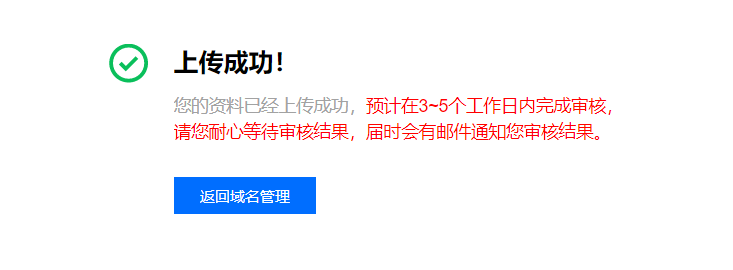 上传成功！
您的资料已经上传成功，预计在3~5个工作日内完成审核，
请您耐心等待审核结果，届时会有邮件通知您审核结果。
返回域名管理